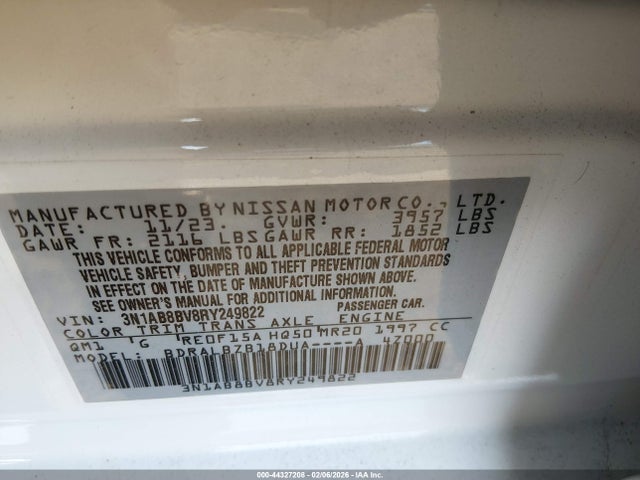 MANUFACTURED BY NISSAN MOTOR CO., LTD.
DATE: 11/23 GVWR: 3957 LBS
GAWR FR: 2116 LBS GAWR RR: 1852 LBS
THIS VEHICLE CONFORMS TO ALL APPLICABLE FEDERAL MOTOR
VEHICLE SAFETY, BUMPER AND THEFT PREVENTION STANDARDS
IN EFFECT ON THE DATE OF MANUFACTURE SHOWN ABOVE.
SEE OWNER'S MANUAL FOR ADDITIONAL INFORMATION.
VIN: 3N1AB8BV8RY249822 PASSENGER CAR.
COLOR TRIM TRANS AXLE ENGINE
QM1 G RE0F15A HQ50 MR20 1997 CC
MODEL: BDRALBZB18DUA----A 47000
3N1AB8BV8RY249822
000-44327208 - 02/06/2026 - IAA Inc.